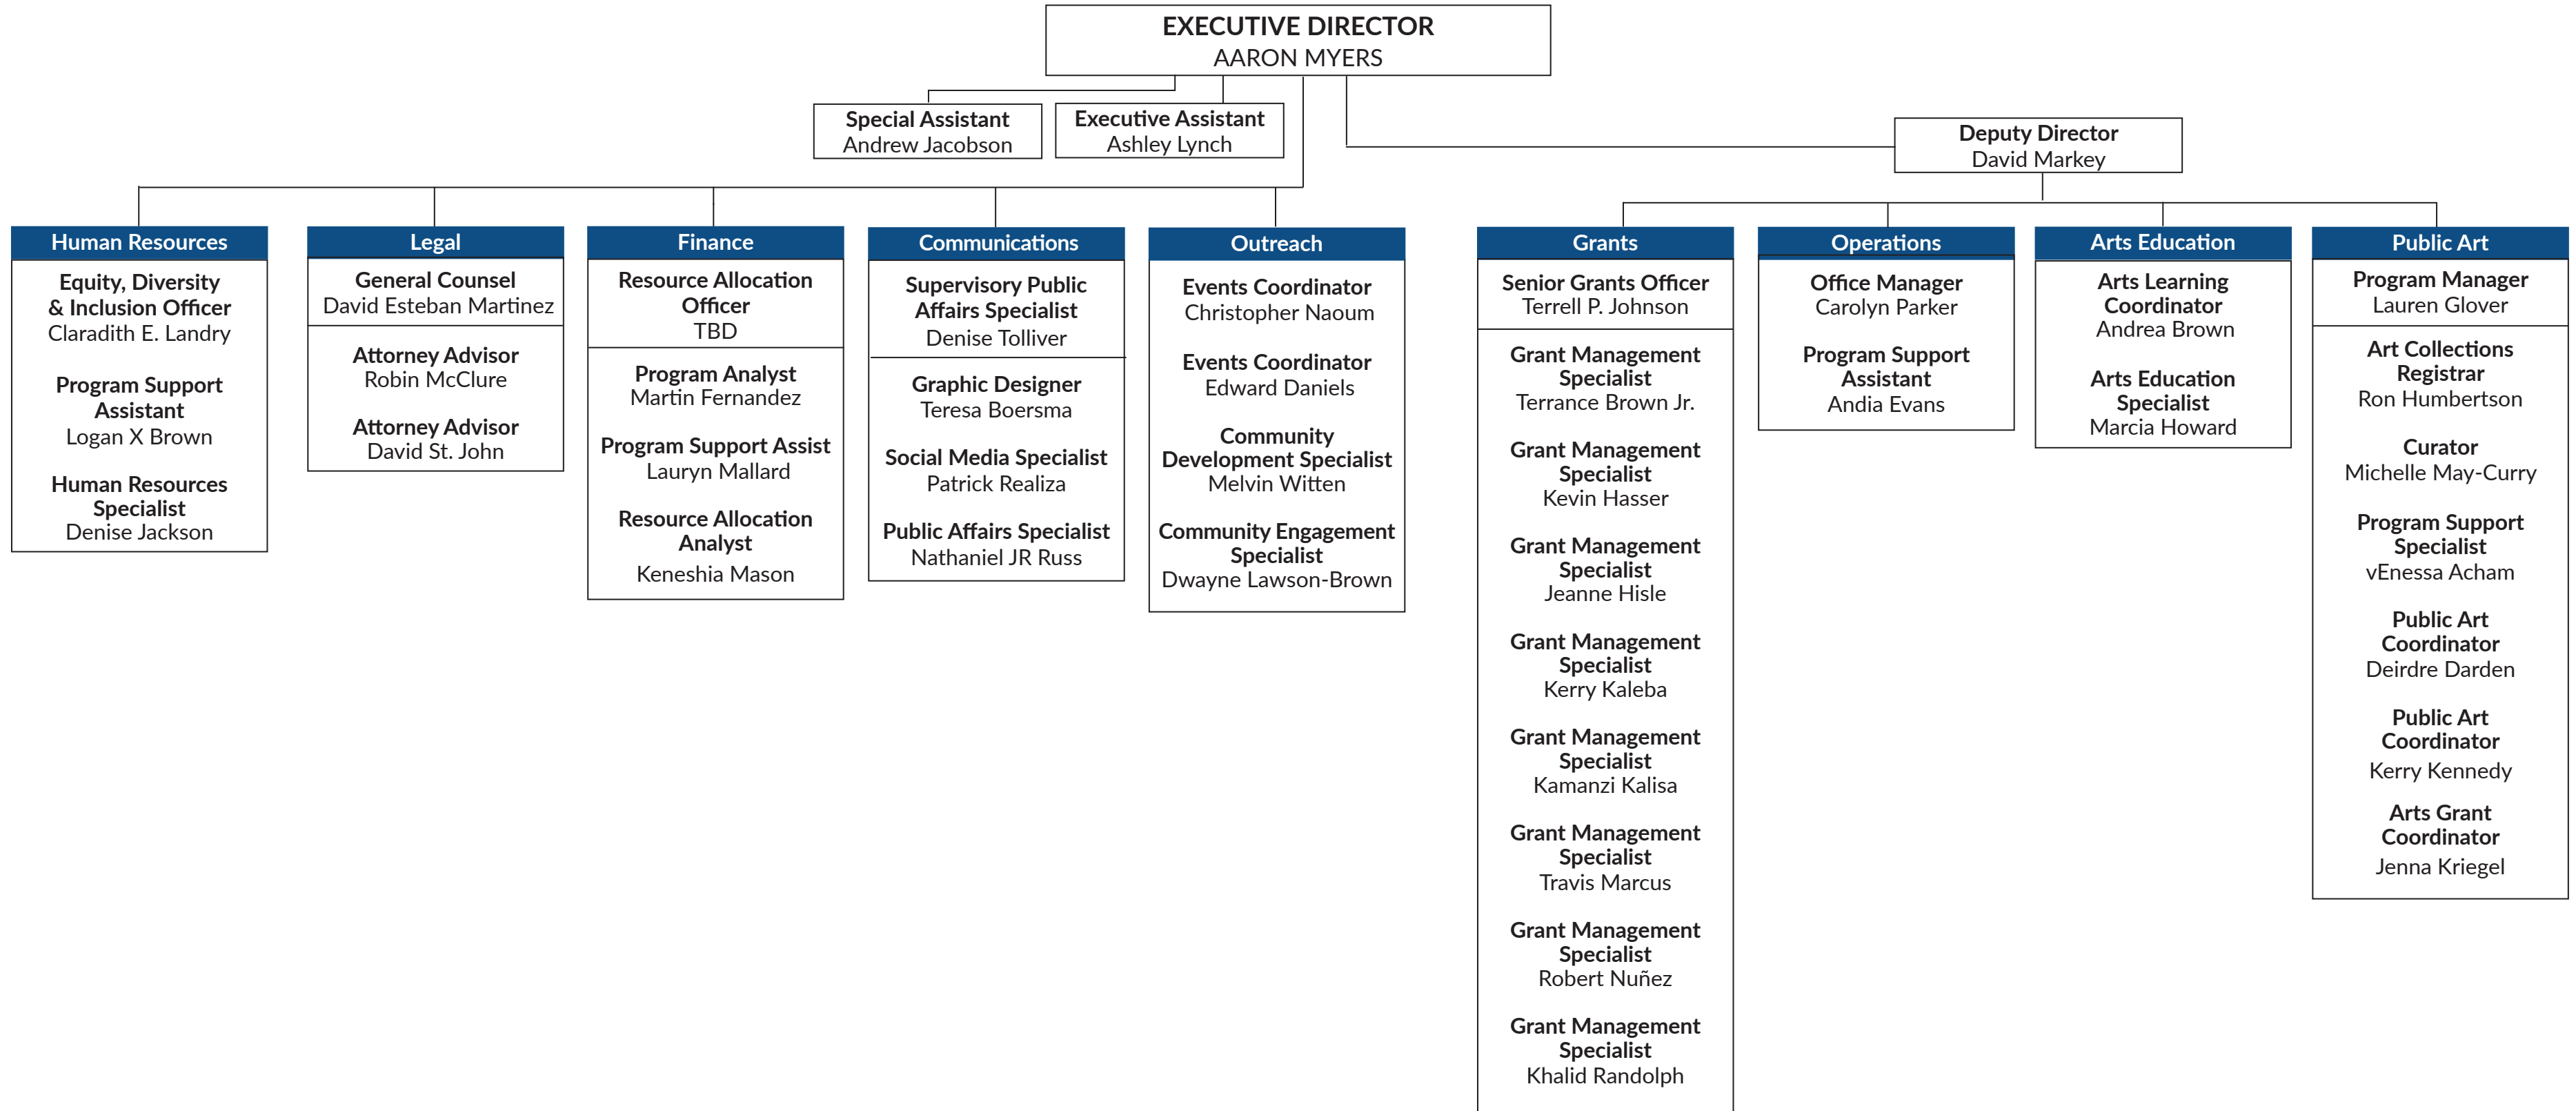 EXECUTIVE DIRECTOR
AARON MYERS
Special Assistant
Andrew Jacobson
Executive Assistant
Ashley Lynch
Deputy Director
David Markey
Human Resources
Equity, Diversity
& Inclusion Officer
Claradith E. Landry
Program Support
Assistant
Logan X Brown
Human Resources
Specialist
Denise Jackson
Legal
General Counsel
David Esteban Martinez
Attorney Advisor
Robin McClure
Attorney Advisor
David St. John
Finance
Resource Allocation
Officer
TBD
Program Analyst
Martin Fernandez
Program Support Assist
Lauryn Mallard
Resource Allocation
Analyst
Keneshia Mason
Communications
Supervisory Public
Affairs Specialist
Denise Tolliver
Graphic Designer
Teresa Boersma
Social Media Specialist
Patrick Realiza
Public Affairs Specialist
Nathaniel JR Russ
Outreach
Events Coordinator
Christopher Naoum
Events Coordinator
Edward Daniels
Community
Development Specialist
Melvin Witten
Community Engagement
Specialist
Dwayne Lawson-Brown
Grants
Senior Grants Officer
Terrell P. Johnson
Grant Management
Specialist
Terrance Brown Jr.
Grant Management
Specialist
Kevin Hasser
Grant Management
Specialist
Jeanne Hisle
Grant Management
Specialist
Kerry Kaleba
Grant Management
Specialist
Kamanzi Kalisa
Grant Management
Specialist
Travis Marcus
Grant Management
Specialist
Robert Nuñez
Grant Management
Specialist
Khalid Randolph
Operations
Office Manager
Carolyn Parker
Program Support
Assistant
Andia Evans
Arts Education
Arts Learning
Coordinator
Andrea Brown
Arts Education
Specialist
Marcia Howard
Public Art
Program Manager
Lauren Glover
Art Collections
Registrar
Ron Humbertson
Curator
Michelle May-Curry
Program Support
Specialist
vEnessa Acham
Public Art
Coordinator
Deirdre Darden
Public Art
Coordinator
Kerry Kennedy
Arts Grant
Coordinator
Jenna Kriegel